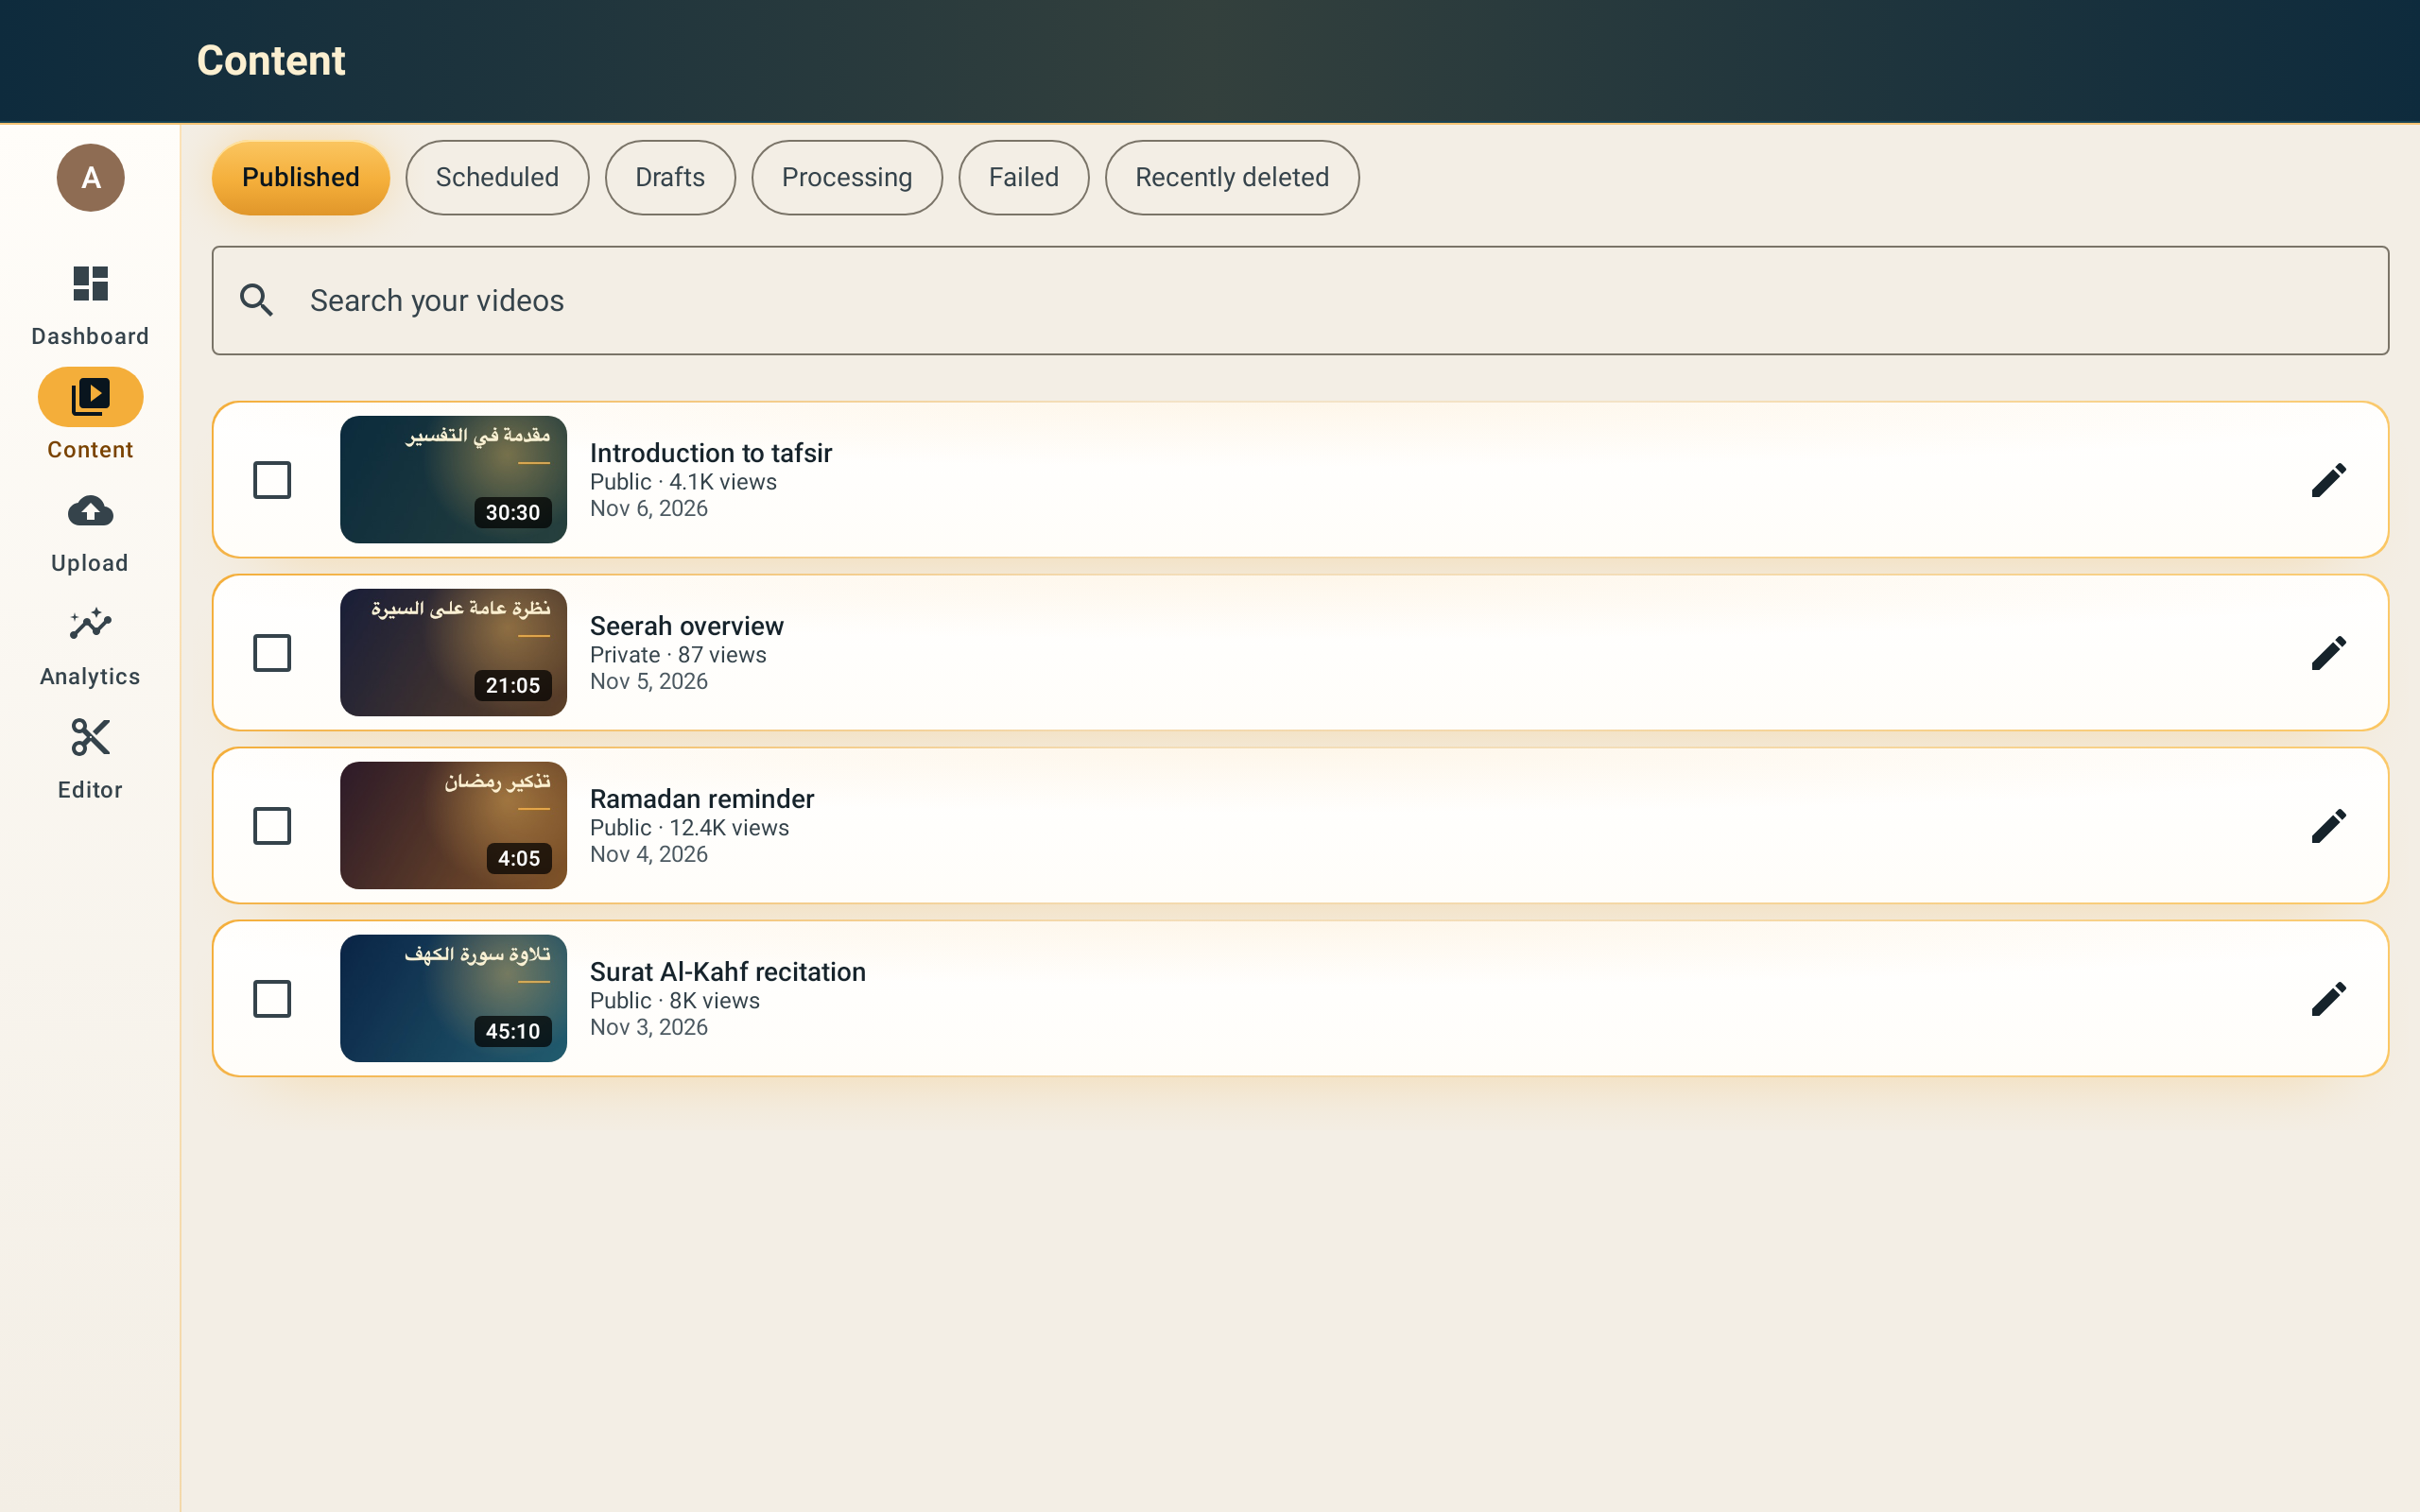 Content
A
Dashboard
Content
Upload
Analytics
Editor
Published
Scheduled
Drafts
Processing
Failed
Recently deleted
Search your videos
مقدمة في التفسير
30:30
Introduction to tafsir
Public · 4.1K views
Nov 6, 2026
نظرة عامة على السيرة
21:05
Seerah overview
Private · 87 views
Nov 5, 2026
تذكير رمضان
4:05
Ramadan reminder
Public · 12.4K views
Nov 4, 2026
تلاوة سورة الكهف
45:10
Surat Al-Kahf recitation
Public · 8K views
Nov 3, 2026